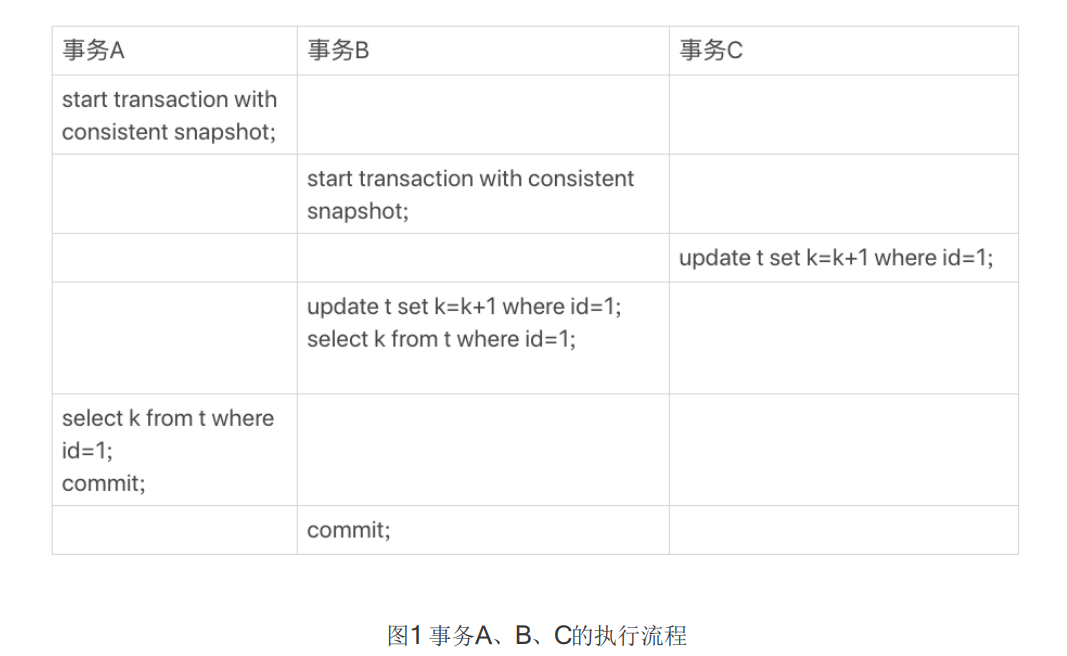 事务A
事务B
事务C
start transaction with
consistent snapshot;
start transaction with consistent
snapshot;
update t set k=k+1 where id=1;
update t set k=k+1 where id=1;
select k from t where id=1;
select k from t where
id=1;
commit;
commit;
图1 事务A、B、C的执行流程